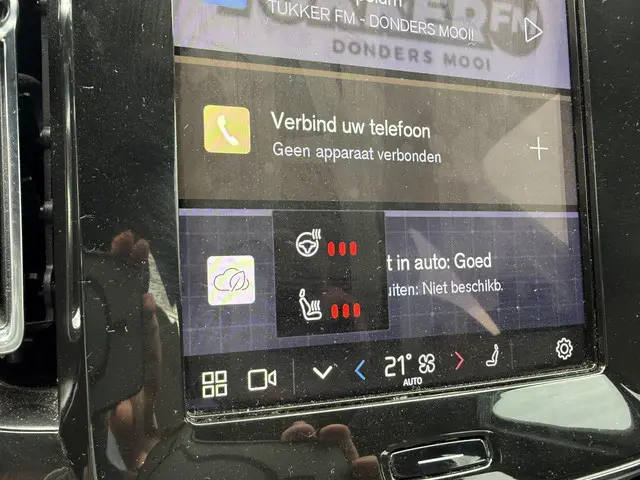 TUKKER FM - DONDERS MOOI!
FM
DONDERS MOOI
Verbind uw telefoon
Geen apparaat verbonden
t in auto: Goed
uiten: Niet beschikb.
21°
AUTO